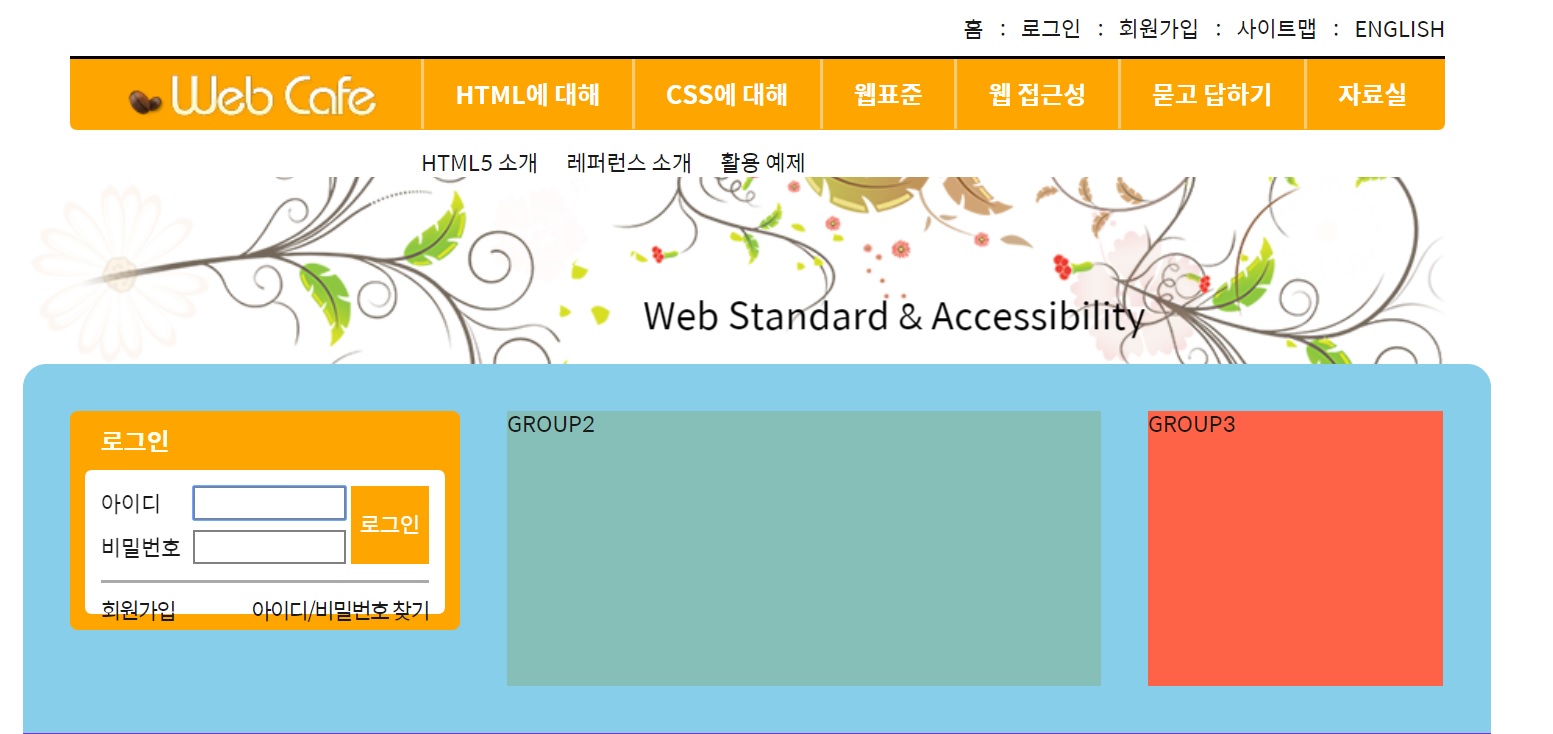 홈 : 로그인 : 회원가입 : 사이트맵 : ENGLISH
Web Cafe HTML에 대해 CSS에 대해 웹표준 웹 접근성 묻고 답하기 자료실
HTML5 소개 레퍼런스 소개 활용 예제
Web Standard & Accessibility
로그인
아이디
비밀번호
로그인
회원가입 아이디/비밀번호 찾기
GROUP2
GROUP3